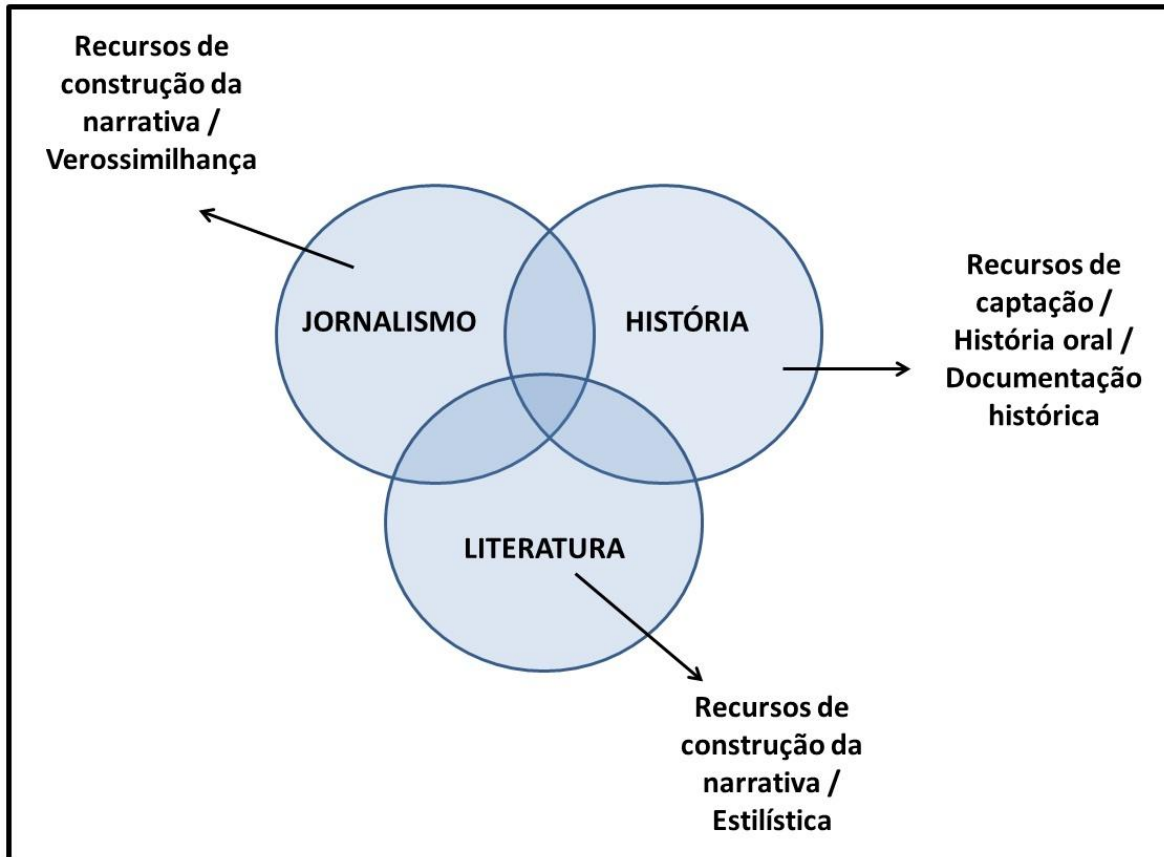 Recursos de
construção da
narrativa /
Verossimilhança
JORNALISMO
HISTÓRIA
Recursos de
captação /
História oral /
Documentação
histórica
LITERATURA
Recursos de
construção da
narrativa /
Estilística